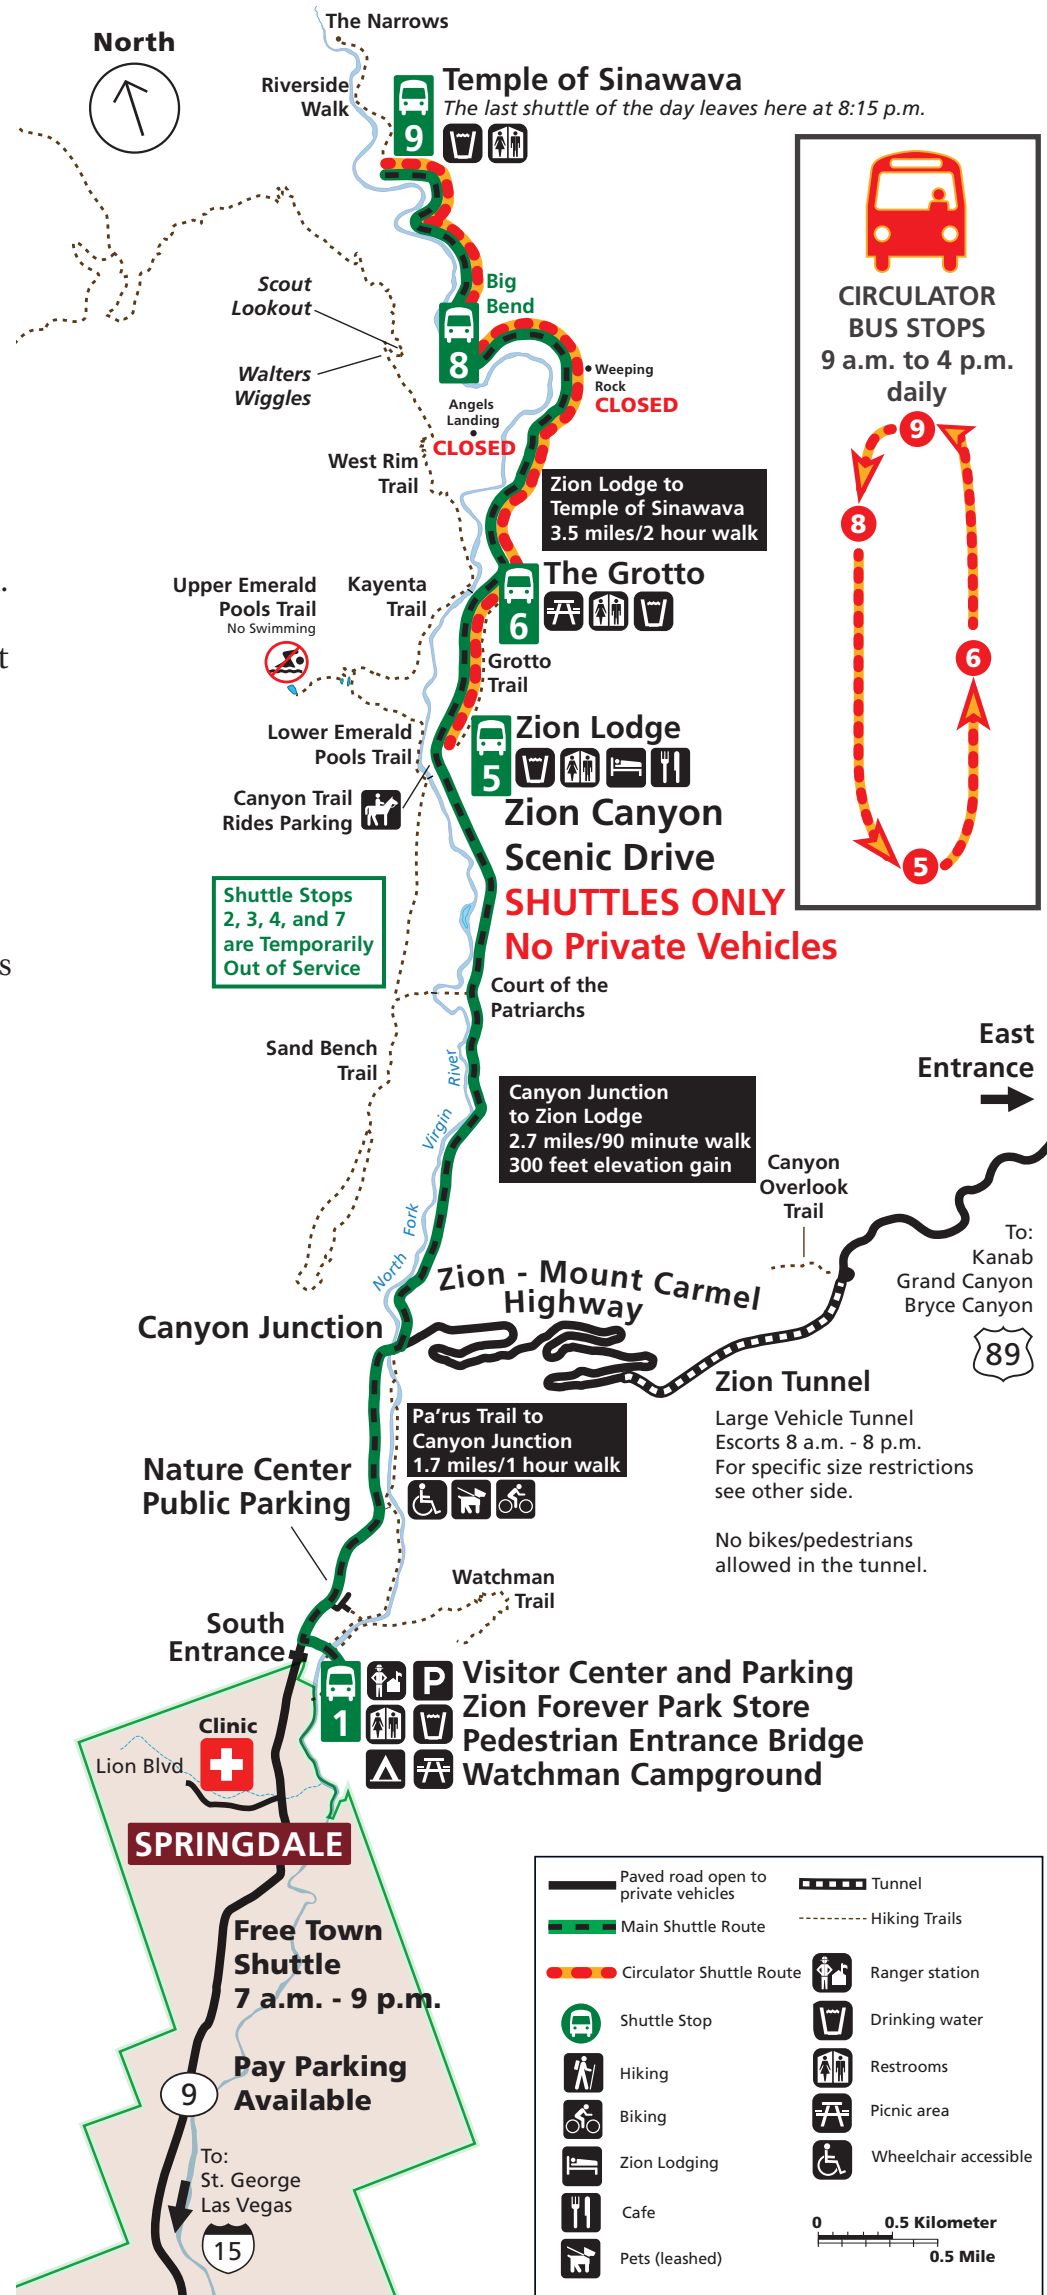 The Narrows
North
Riverside
Walk
9
Temple of Sinawava
The last shuttle of the day leaves here at 8:15 p.m.
CIRCULATOR
BUS STOPS
9 a.m. to 4 p.m.
daily
9
8
6
5
Scout
Lookout
Big
Bend
8
Walters
Wiggles
Weeping
Rock
CLOSED
Angels
Landing
CLOSED
West Rim
Trail
Zion Lodge to
Temple of Sinawava
3.5 miles/2 hour walk
.
Upper Emerald
Pools Trail
No Swimming
Kayenta
Trail
6
The Grotto
t
Grotto
Trail
Lower Emerald
Pools Trail
5
Zion Lodge
Canyon Trail
Rides Parking
Zion Canyon
Scenic Drive
SHUTTLES ONLY
No Private Vehicles
Shuttle Stops
2, 3, 4, and 7
are Temporarily
Out of Service
s
Court of the
Patriarchs
Sand Bench
Trail
North Fork Virgin River
East
Entrance
Canyon Junction
to Zion Lodge
2.7 miles/90 minute walk
300 feet elevation gain
Canyon
Overlook
Trail
To:
Kanab
Grand Canyon
Bryce Canyon
89
Zion - Mount Carmel
Highway
Canyon Junction
Zion Tunnel
Large Vehicle Tunnel
Escorts 8 a.m. - 8 p.m.
For specific size restrictions
see other side.
No bikes/pedestrians
allowed in the tunnel.
Pa'rus Trail to
Canyon Junction
1.7 miles/1 hour walk
Nature Center
Public Parking
Watchman
Trail
South
Entrance
1
P
Visitor Center and Parking
Zion Forever Park Store
Pedestrian Entrance Bridge
Watchman Campground
Clinic
Lion Blvd
SPRINGDALE
Free Town
Shuttle
7 a.m. - 9 p.m.
Pay Parking
Available
9
To:
St. George
Las Vegas
15
Paved road open to
private vehicles
Main Shuttle Route
Circulator Shuttle Route
Shuttle Stop
Hiking
Biking
Zion Lodging
Cafe
Pets (leashed)
Tunnel
Hiking Trails
Ranger station
Drinking water
Restrooms
Picnic area
Wheelchair accessible
0 0.5 Kilometer
0.5 Mile